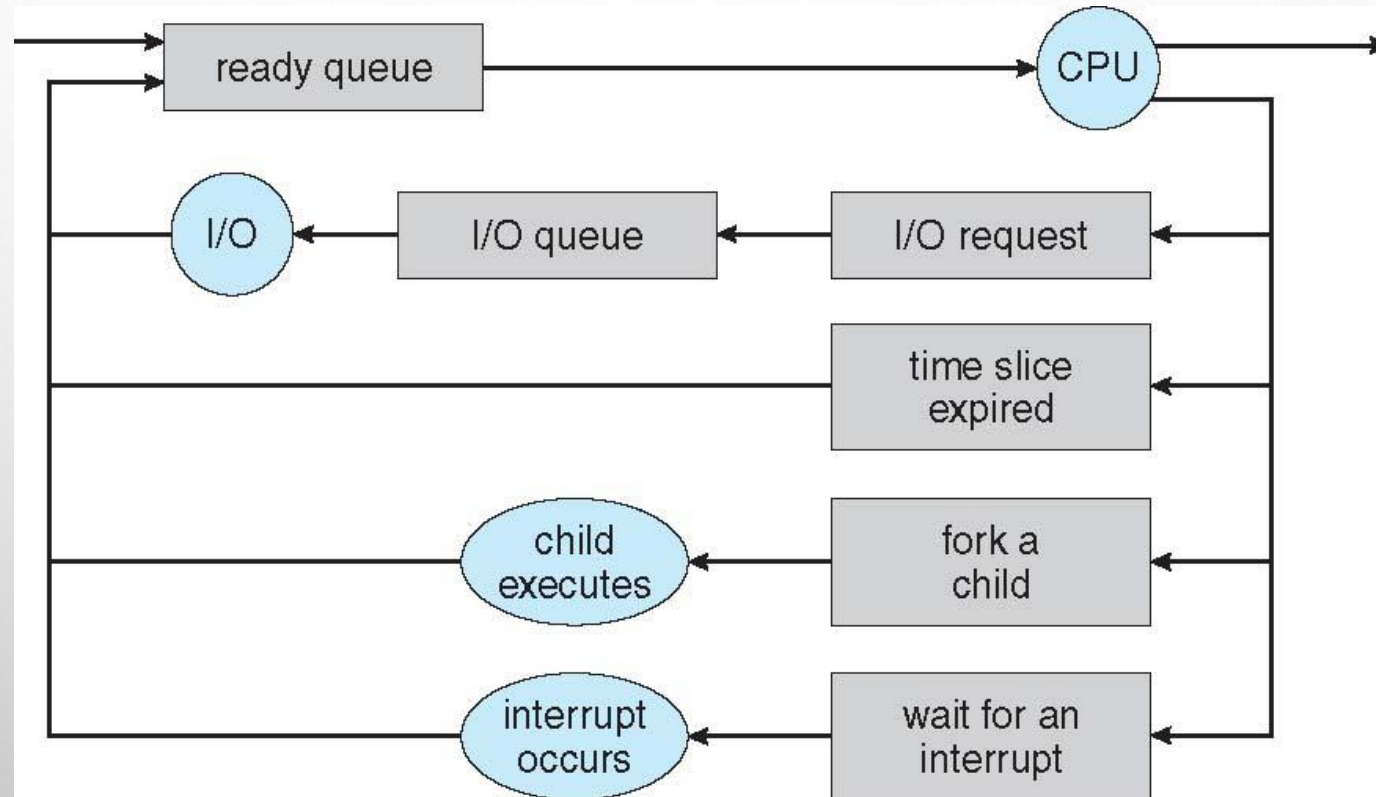 ready queue
CPU
I/O
I/O queue
I/O request
time slice
expired
child
executes
fork a
child
interrupt
occurs
wait for an
interrupt